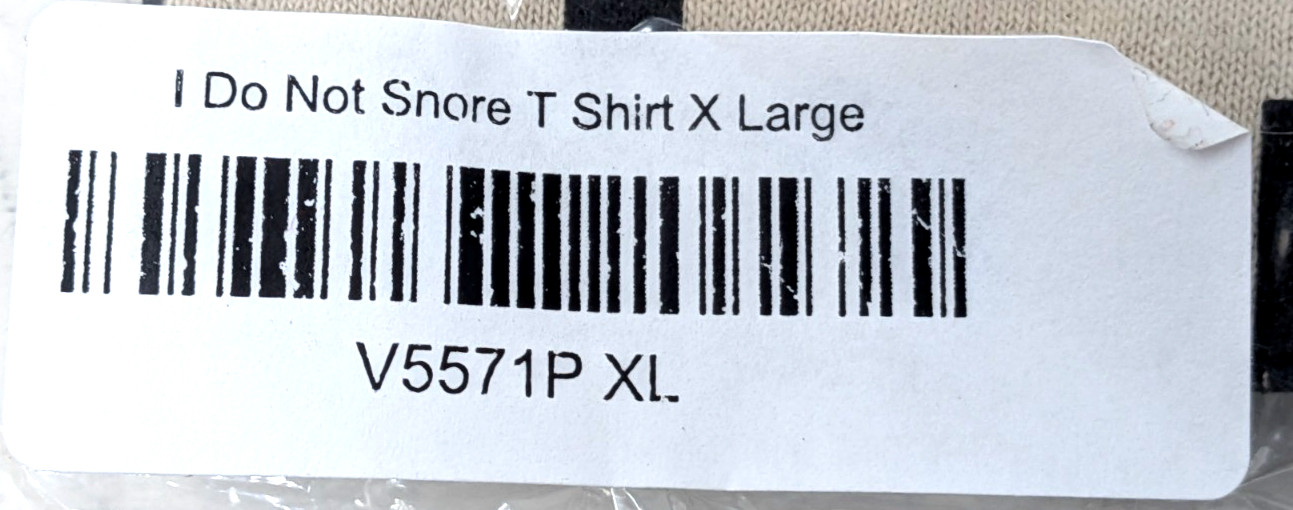 I Do Not Snore T Shirt X Large
V5571P XL